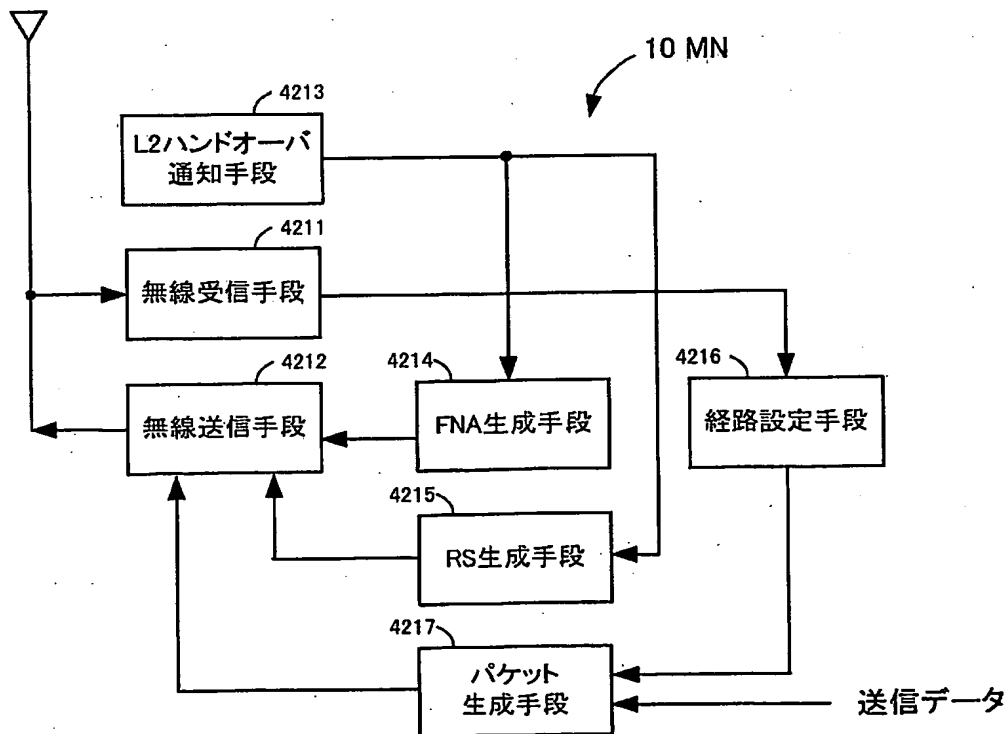 10 MN
4213
L2ハンドオーバ
通知手段
4211
無線受信手段
4212
無線送信手段
4214
FNA生成手段
4216
経路設定手段
4215
RS生成手段
4217
パケット
生成手段
送信データ